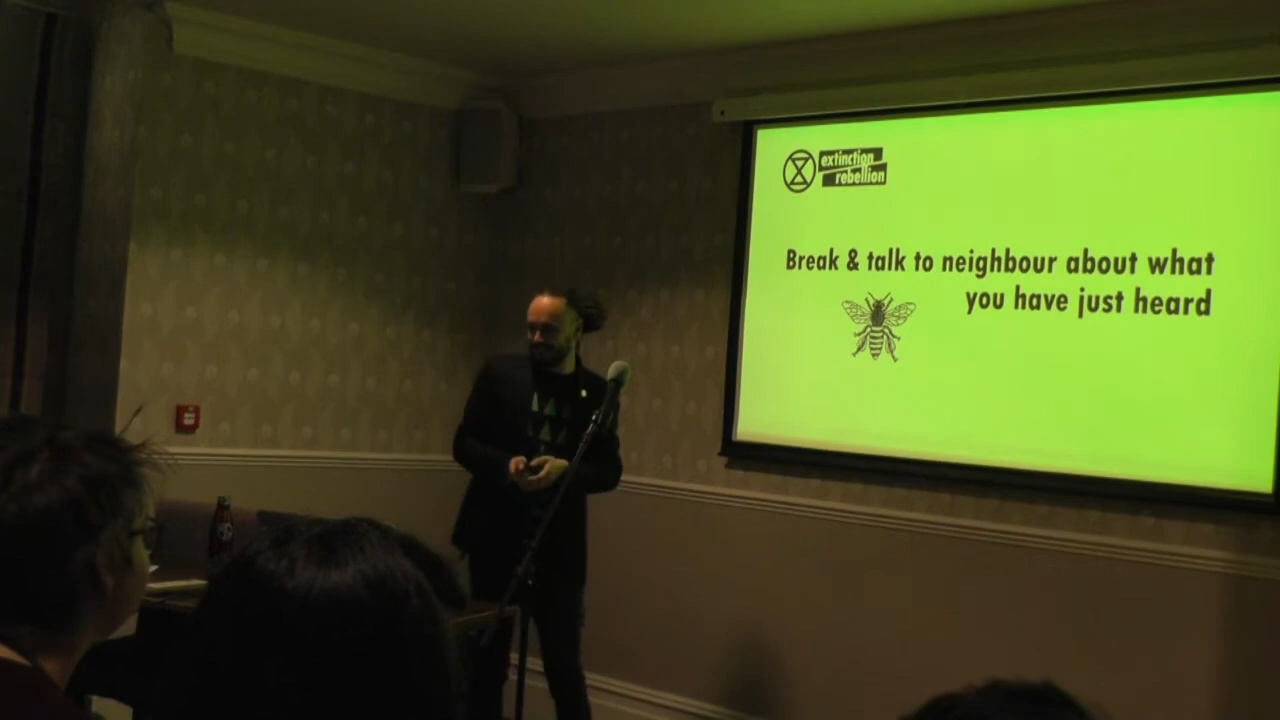 extinction
rebellion
Break & talk to neighbour about what
you have just heard